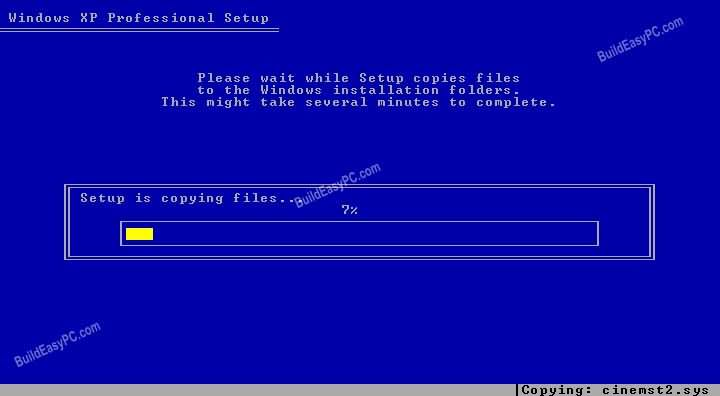 Windows XP Professional Setup
BuildEasyPC.com
Please wait while Setup copies files
to the Windows installation folders.
This might take several minutes to complete.
BuildEasyPC.com
Setup is copying files...
7%
BuildEasyPC.com
Copying: cinemst2.sys